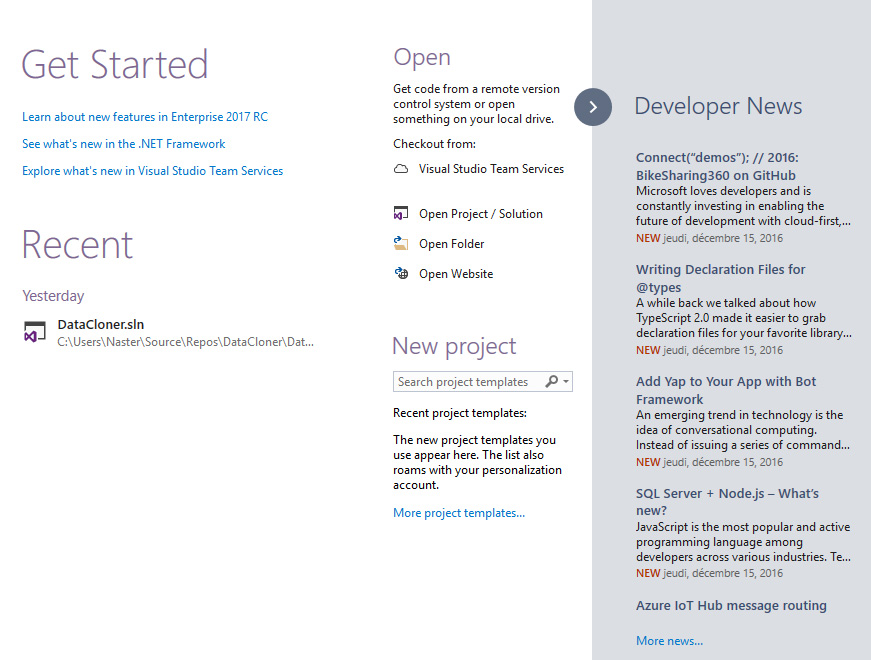 Get Started
Learn about new features in Enterprise 2017 RC
See what's new in the .NET Framework
Explore what's new in Visual Studio Team Services
Recent
Yesterday
DataCloner.sln
C:\Users\Naster\Source\Repos\DataCloner\Dat...
Open
Get code from a remote version
control system or open
something on your local drive.
Checkout from:
Visual Studio Team Services
Open Project / Solution
Open Folder
Open Website
New project
Search project templates
Recent project templates:
The new project templates you
use appear here. The list also
roams with your personalization
account.
More project templates...
Developer News
Connect(“demos”); // 2016:
BikeSharing360 on GitHub
Microsoft loves developers and is
constantly investing in enabling the
future of development with cloud-first,...
NEW jeudi, décembre 15, 2016
Writing Declaration Files for
@types
A while back we talked about how
TypeScript 2.0 made it easier to grab
declaration files for your favorite library...
NEW jeudi, décembre 15, 2016
Add Yap to Your App with Bot
Framework
An emerging trend in technology is the
idea of conversational computing.
Instead of issuing a series of command...
NEW jeudi, décembre 15, 2016
SQL Server + Node.js – What’s
new?
JavaScript is the most popular and active
programming language among
developers across various industries. Te...
NEW jeudi, décembre 15, 2016
Azure IoT Hub message routing
More news...